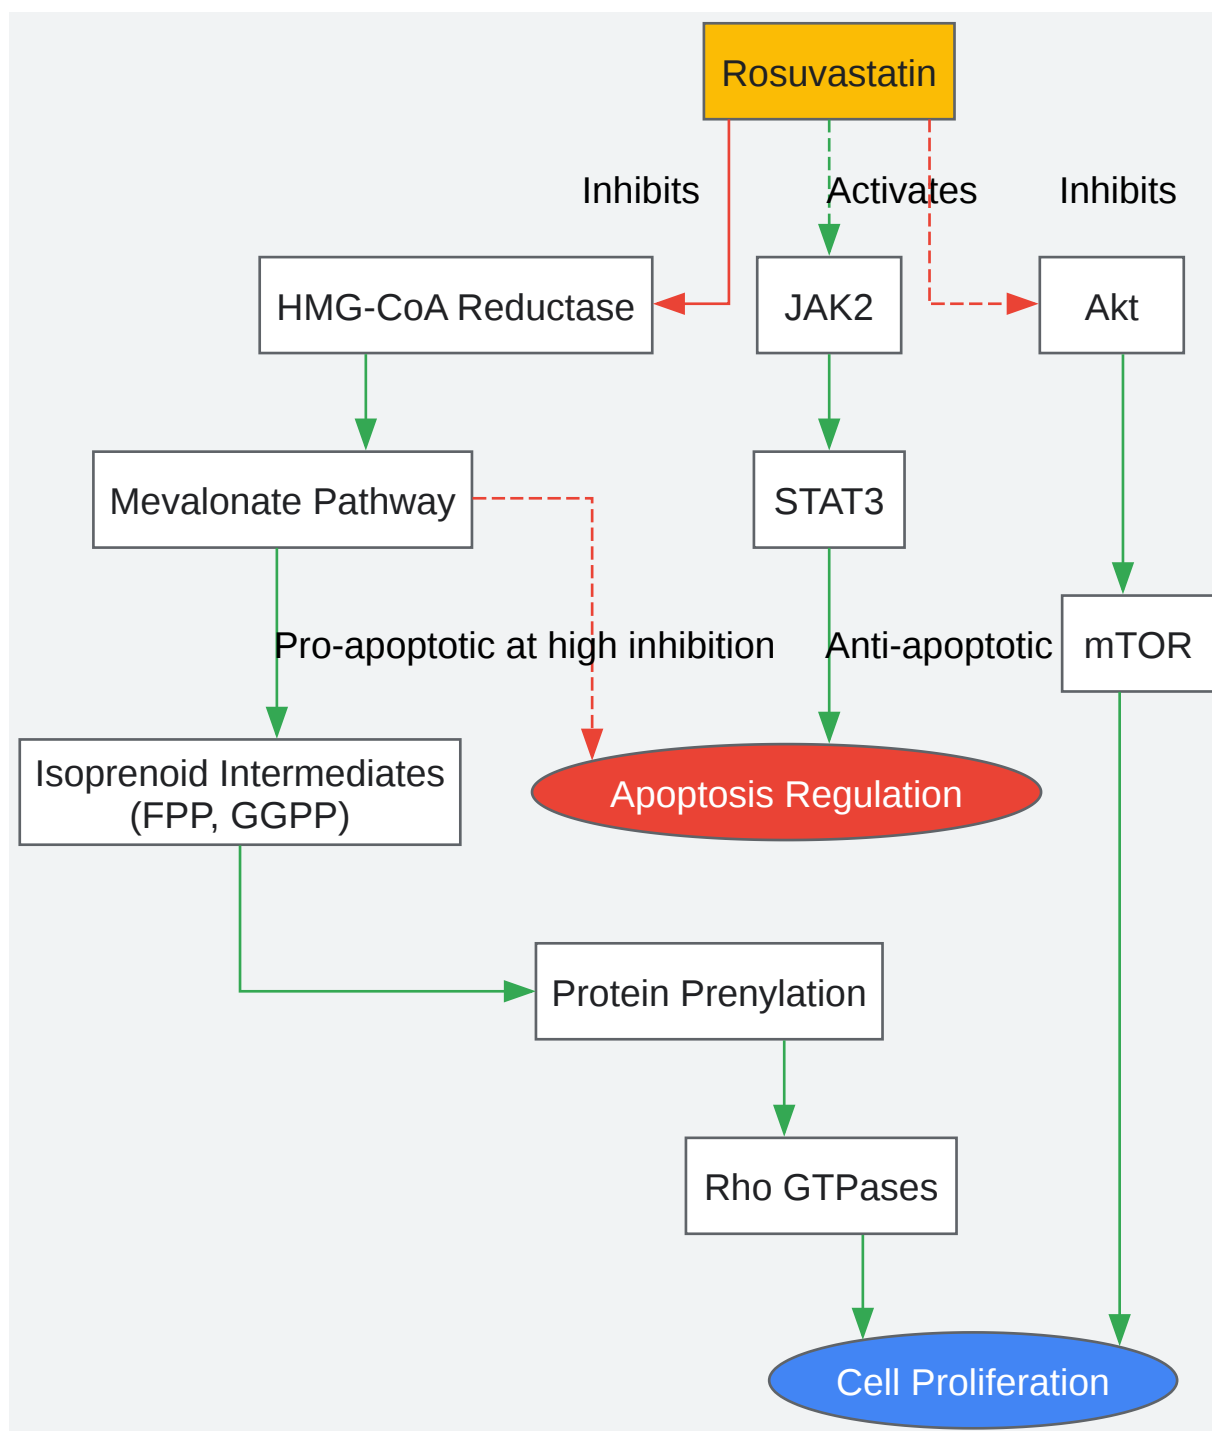 Rosuvastatin
Inhibits
Activates
Inhibits
HMG-CoA Reductase
JAK2
Akt
Mevalonate Pathway
STAT3
Pro-apoptotic at high inhibition
Anti-apoptotic
mTOR
Isoprenoid Intermediates
(FPP, GGPP)
Apoptosis Regulation
Protein Prenylation
Rho GTPases
Cell Proliferation